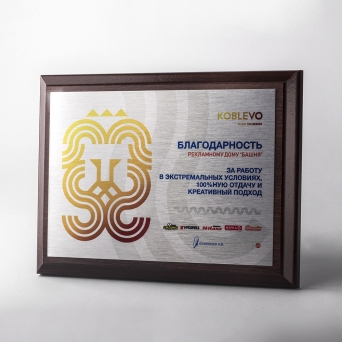 KOBLEVO
БЛАГОДАРНОСТЬ
РЕКЛАМНОМУ ДОМУ "БАШНЯ"
ЗА РАБОТУ
В ЭКСТРЕМАЛЬНЫХ УСЛОВИЯХ,
100%НУЮ ОТДАЧУ И
КРЕАТИВНЫЙ ПОДХОД